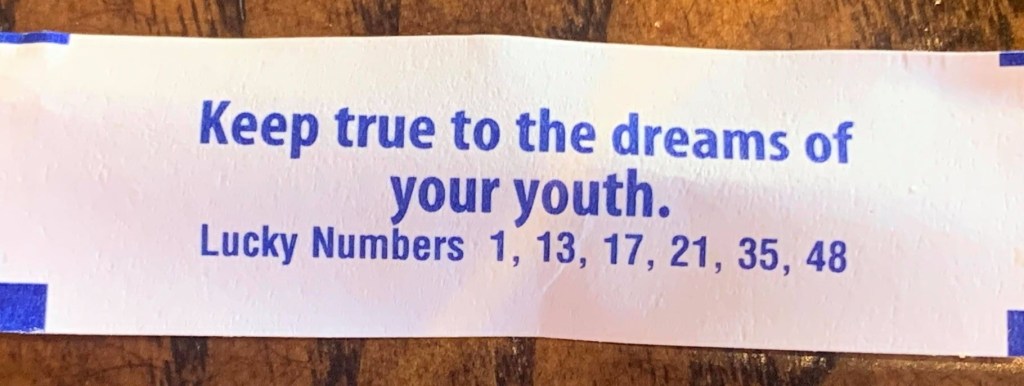 Keep true to the dreams of
your youth.
Lucky Numbers 1, 13, 17, 21, 35, 48